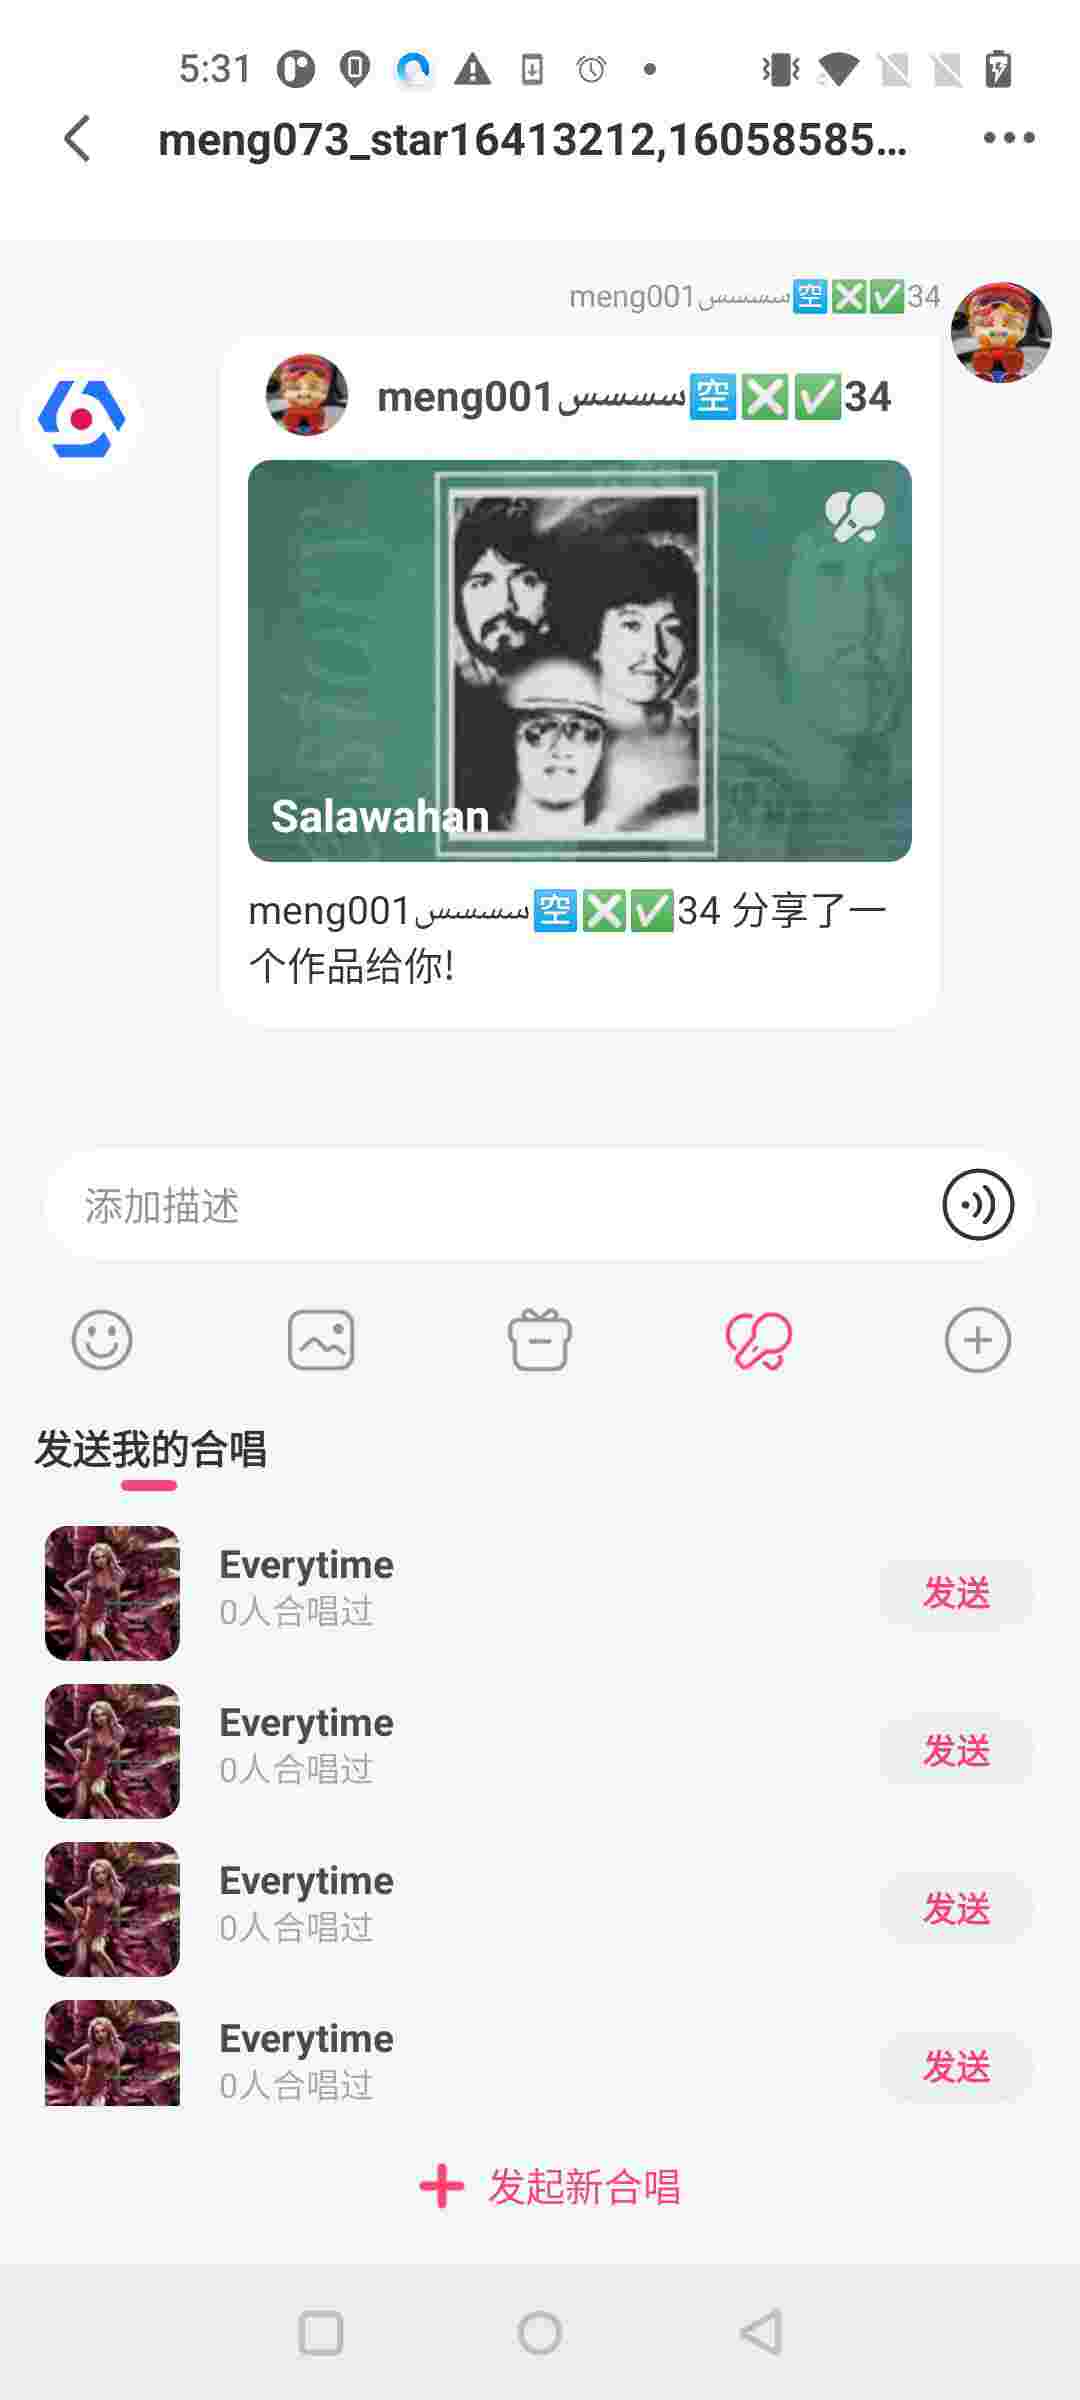 5:31
meng073_star16413212,16058585...
meng001سسسس🈳❎✅34
meng001سسسس🈳❎✅34
Salawahan
meng001سسسس🈳❎✅34 分享了一
个作品给你!
添加描述
发送我的合唱
Everytime
0人合唱过
发送
Everytime
0人合唱过
发送
Everytime
0人合唱过
发送
Everytime
0人合唱过
发送
发起新合唱